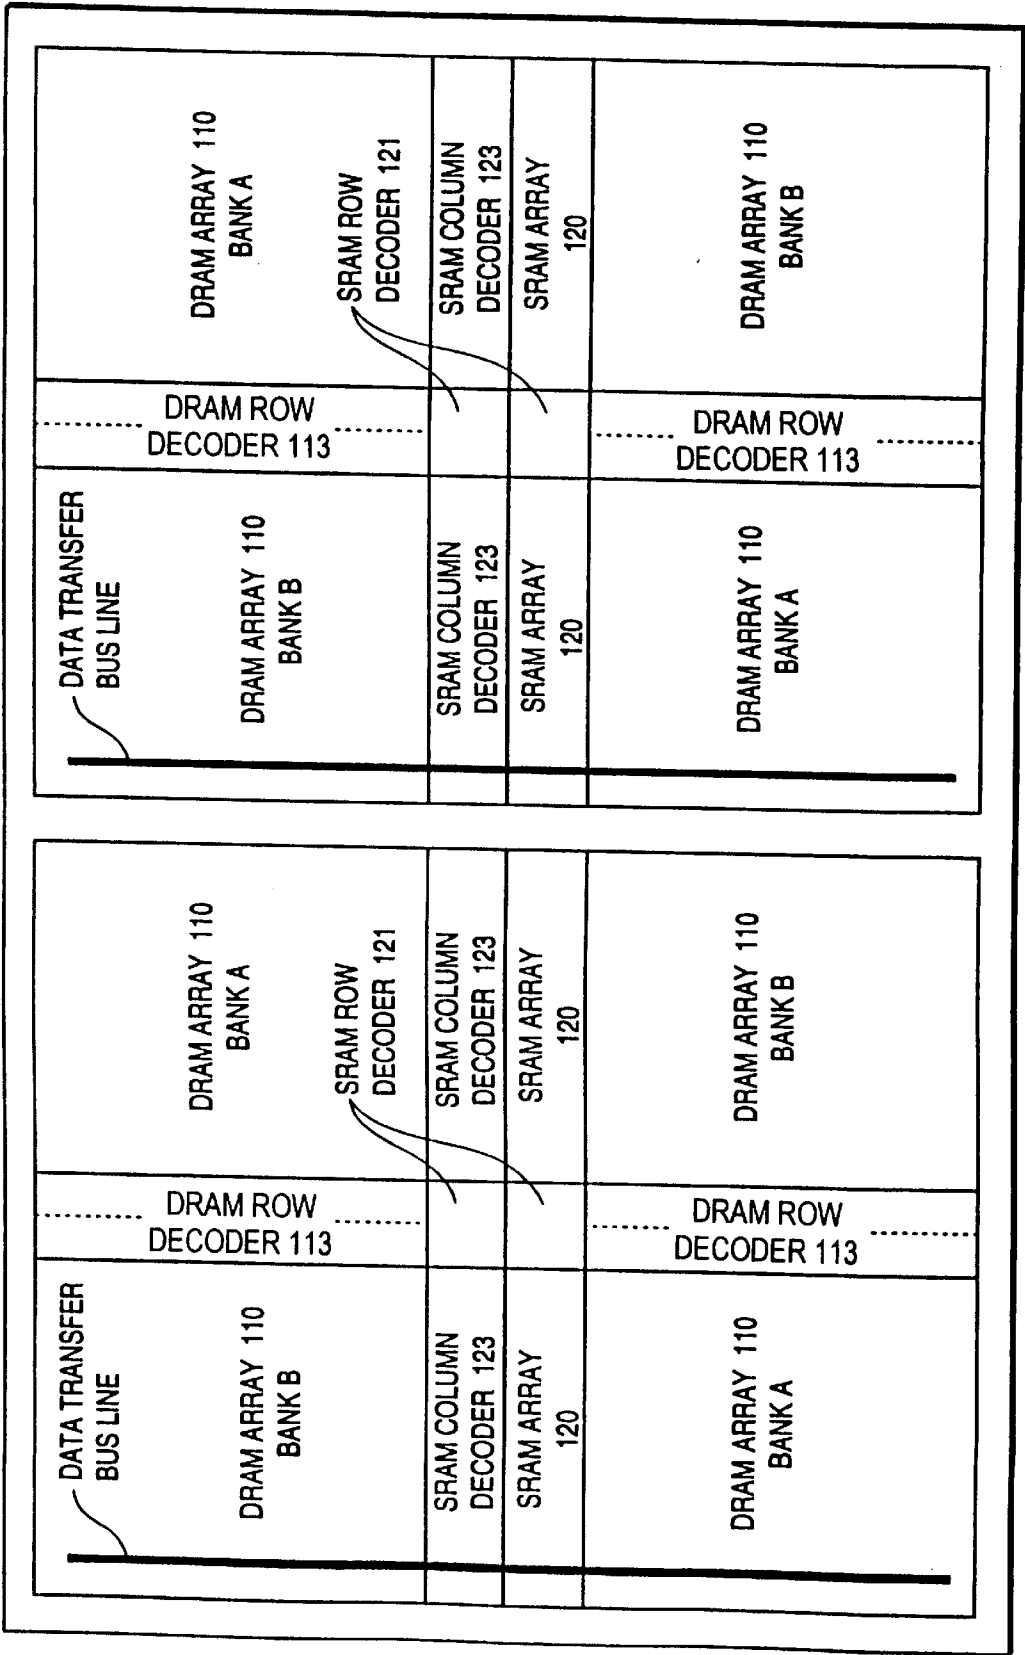 DRAM ARRAY 110
BANK A
SRAM ROW
DECODER 121
SRAM COLUMN
DECODER 123
SRAM ARRAY
120
DRAM ARRAY 110
BANK B
DRAM ROW
DECODER 113
DRAM ROW
DECODER 113
DATA TRANSFER
BUS LINE
DRAM ARRAY 110
BANK B
SRAM COLUMN
DECODER 123
SRAM ARRAY
120
DRAM ARRAY 110
BANK A
DRAM ARRAY 110
BANK A
SRAM ROW
DECODER 121
SRAM COLUMN
DECODER 123
SRAM ARRAY
120
DRAM ARRAY 110
BANK B
DRAM ROW
DECODER 113
DRAM ROW
DECODER 113
DATA TRANSFER
BUS LINE
DRAM ARRAY 110
BANK B
SRAM COLUMN
DECODER 123
SRAM ARRAY
120
DRAM ARRAY 110
BANK A